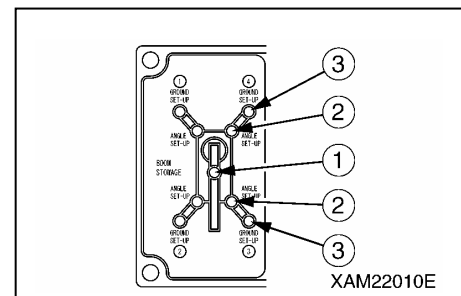 1
4
GROUND
SET-UP
GROUND
SET-UP
ANGLE
SET-UP
ANGLE
SET-UP
BOOM
STOWAGE
ANGLE
SET-UP
ANGLE
SET-UP
GROUND
SET-UP
GROUND
SET-UP
2
3
3
2
1
2
3
XAM22010E